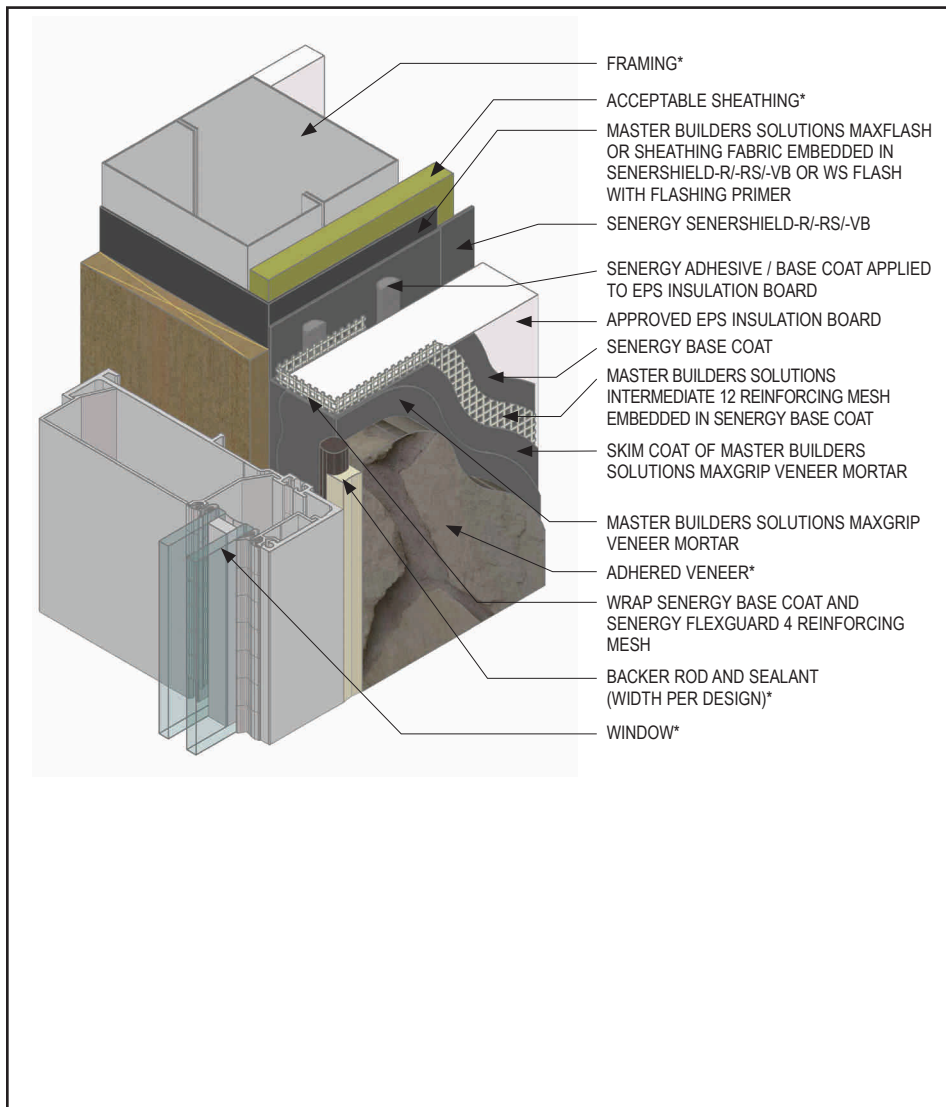 FRAMING*
ACCEPTABLE SHEATHING*
MASTER BUILDERS SOLUTIONS MAXFLASH
OR SHEATHING FABRIC EMBEDDED IN
SENERSHIELD-R/-RS/-VB OR WS FLASH
WITH FLASHING PRIMER
SENERGY SENERSHIELD-R/-RS/-VB
SENERGY ADHESIVE / BASE COAT APPLIED
TO EPS INSULATION BOARD
APPROVED EPS INSULATION BOARD
SENERGY BASE COAT
MASTER BUILDERS SOLUTIONS
INTERMEDIATE 12 REINFORCING MESH
EMBEDDED IN SENERGY BASE COAT
SKIM COAT OF MASTER BUILDERS
SOLUTIONS MAXGRIP VENEER MORTAR
MASTER BUILDERS SOLUTIONS MAXGRIP
VENEER MORTAR
ADHERED VENEER*
WRAP SENERGY BASE COAT AND
SENERGY FLEXGUARD 4 REINFORCING
MESH
BACKER ROD AND SEALANT
(WIDTH PER DESIGN)*
WINDOW*